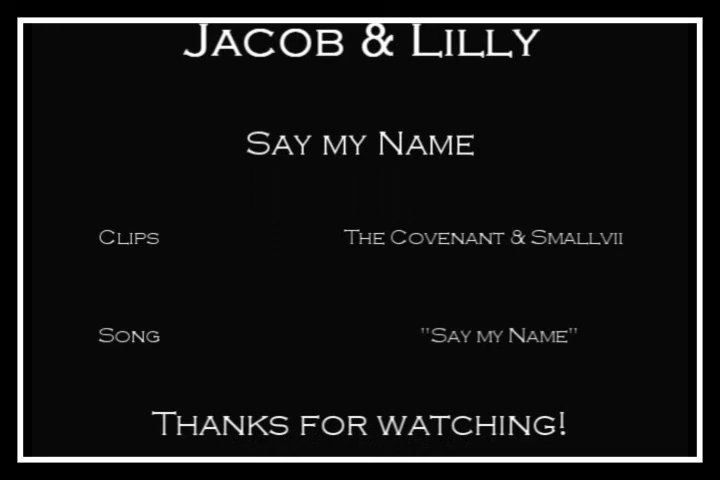 Jacob & Lilly
Say my Name
Clips The Covenant & Smallvii
Song "Say my Name"
Thanks for watching!